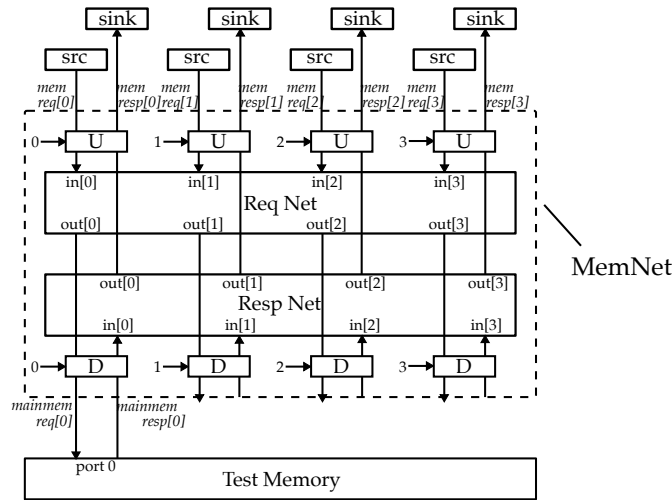 sink sink sink sink
src src src src
mem mem mem mem mem mem mem mem
req[0] resp[0] req[1] resp[1] req[2] resp[2] req[3] resp[3]
0 U 1 U 2 U 3 U
in[0] in[1] in[2] in[3]
Req Net
out[0] out[1] out[2] out[3]
MemNet
out[0] out[1] out[2] out[3]
Resp Net
in[0] in[1] in[2] in[3]
0 D 1 D 2 D 3 D
mainmem mainmem
req[0] resp[0]
port 0
Test Memory